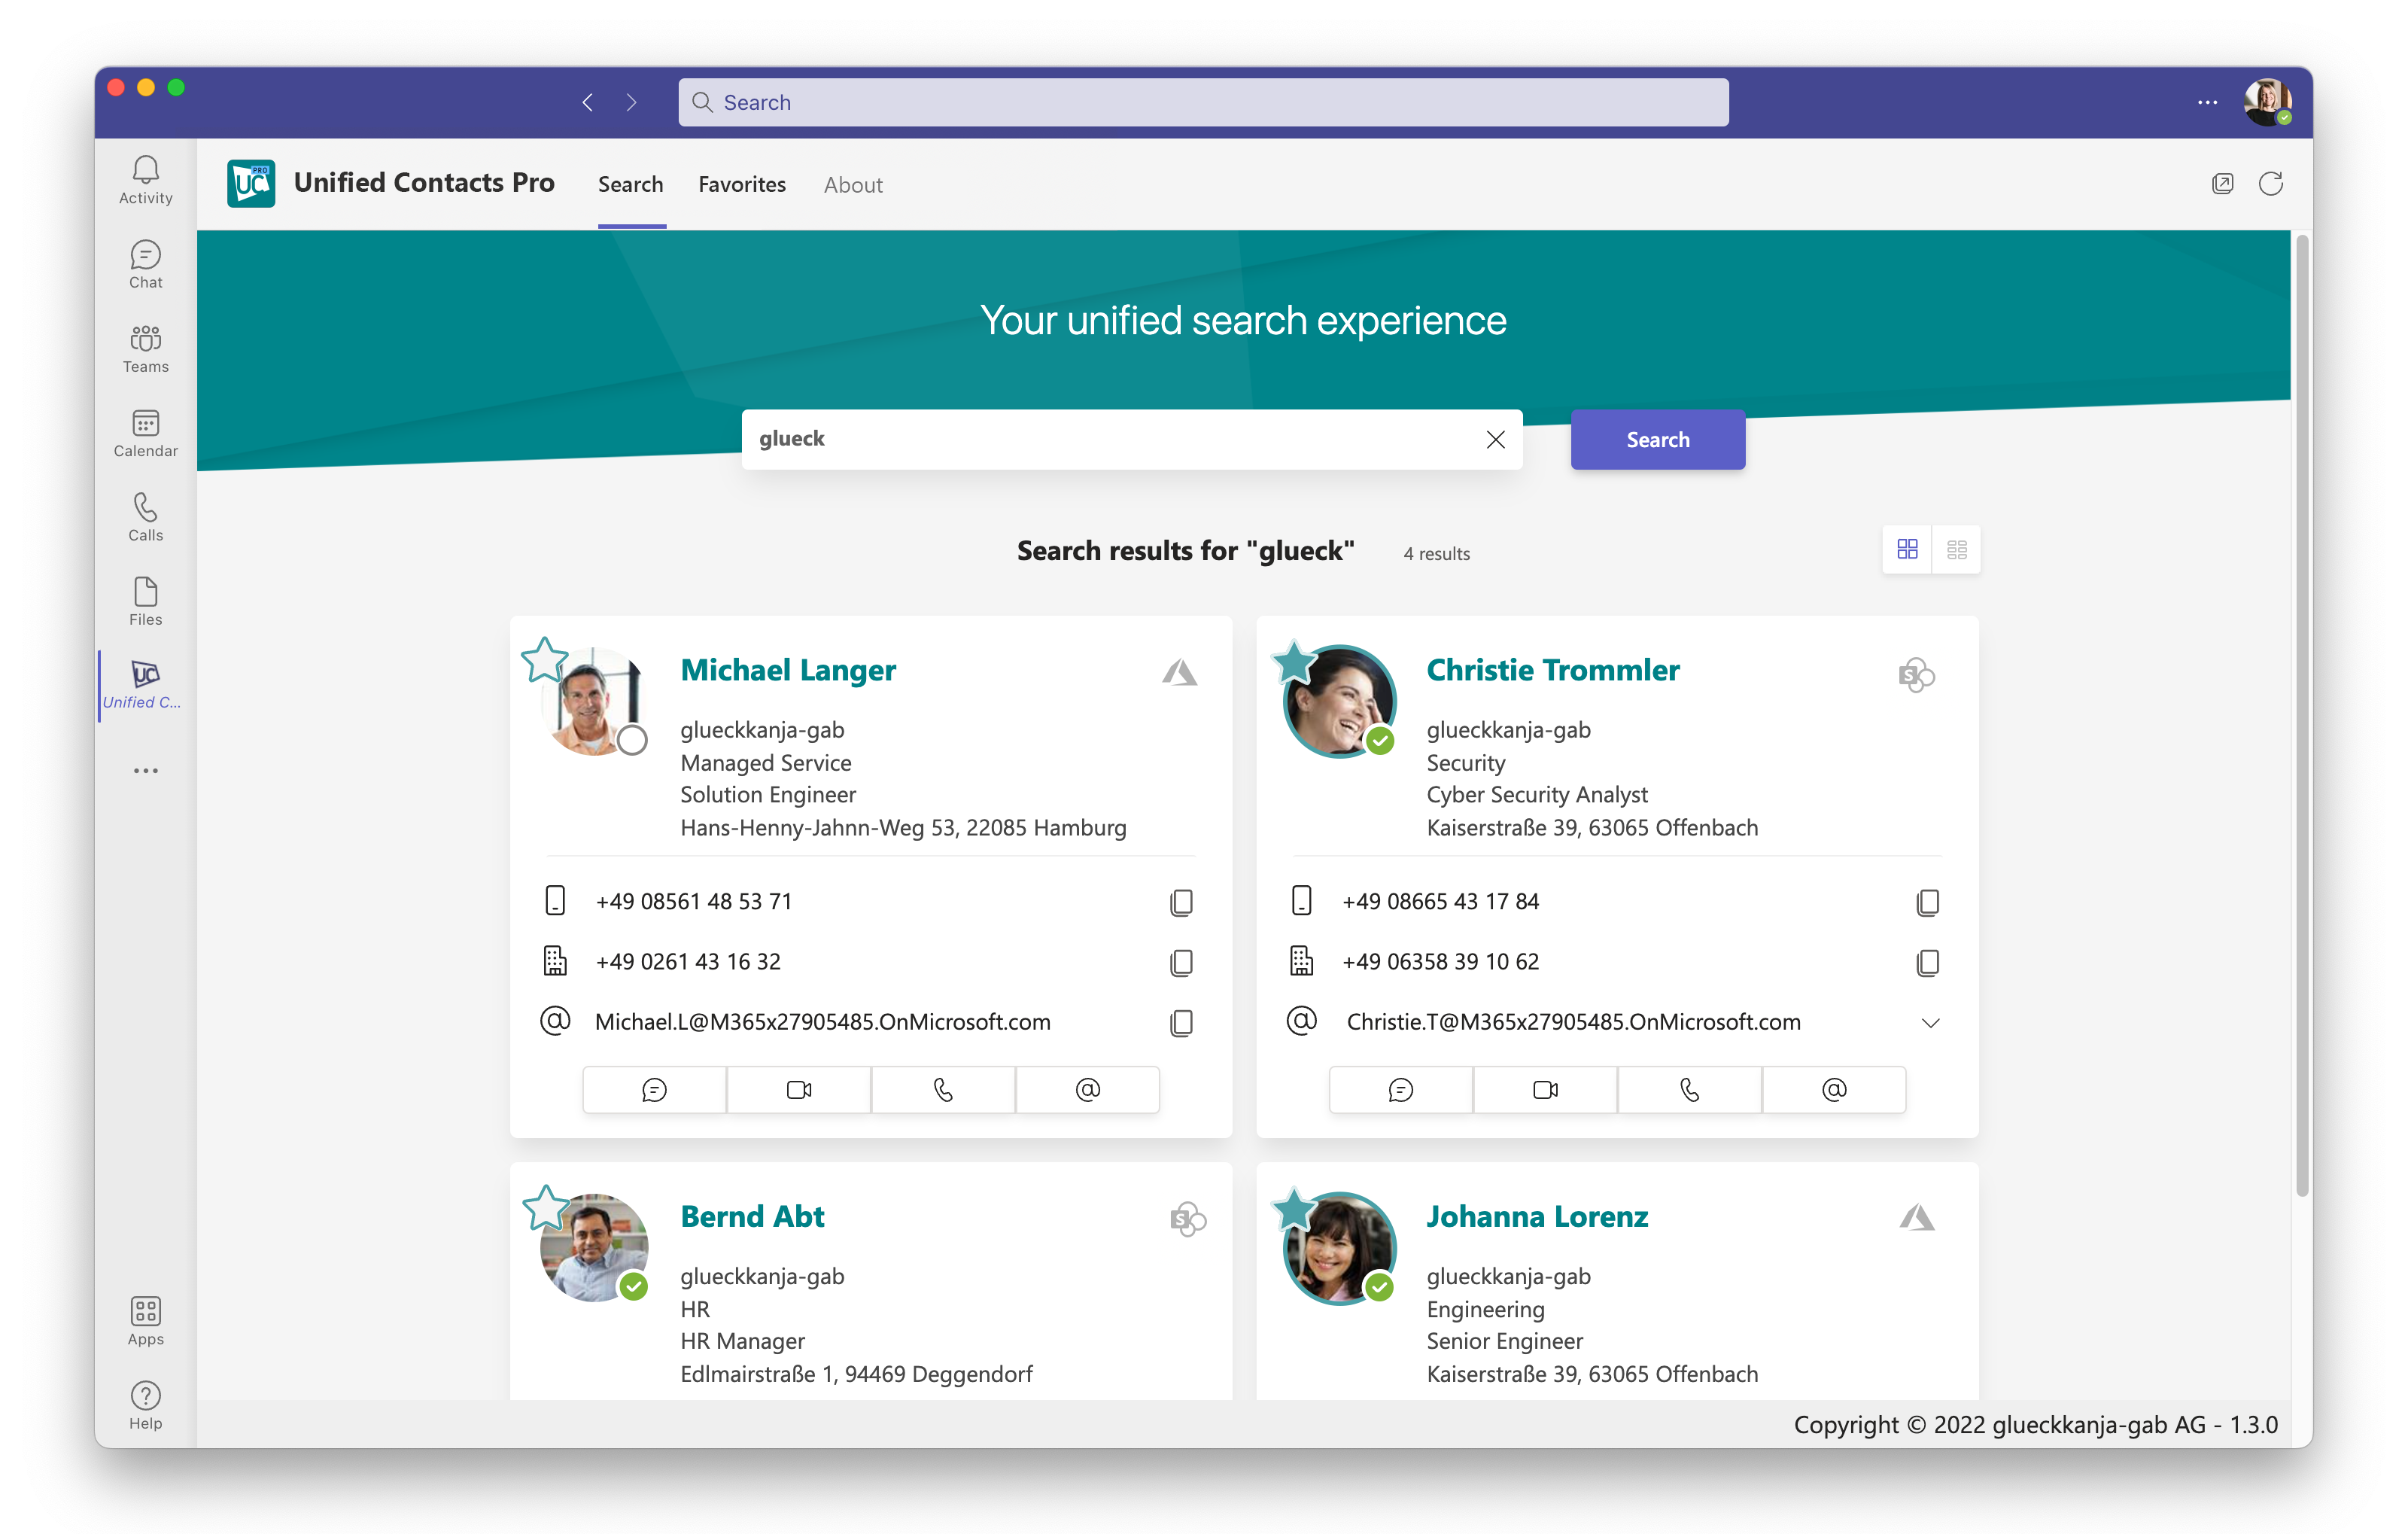 Search
Activity
Chat
Teams
Calendar
Calls
Files
UC
Unified C...
Apps
Help
UC PRO
Unified Contacts Pro
Search
Favorites
About
Your unified search experience
glueck
Search
Search results for "glueck"
4 results
Michael Langer
glueckkanja-gab
Managed Service
Solution Engineer
Hans-Henny-Jahnn-Weg 53, 22085 Hamburg
+49 08561 48 53 71
+49 0261 43 16 32
Michael.L@M365x27905485.OnMicrosoft.com
Christie Trommler
S
glueckkanja-gab
Security
Cyber Security Analyst
Kaiserstraße 39, 63065 Offenbach
+49 08665 43 17 84
+49 06358 39 10 62
Christie.T@M365x27905485.OnMicrosoft.com
Bernd Abt
S
glueckkanja-gab
HR
HR Manager
Edlmairstraße 1, 94469 Deggendorf
Johanna Lorenz
glueckkanja-gab
Engineering
Senior Engineer
Kaiserstraße 39, 63065 Offenbach
Copyright © 2022 glueckkanja-gab AG - 1.3.0